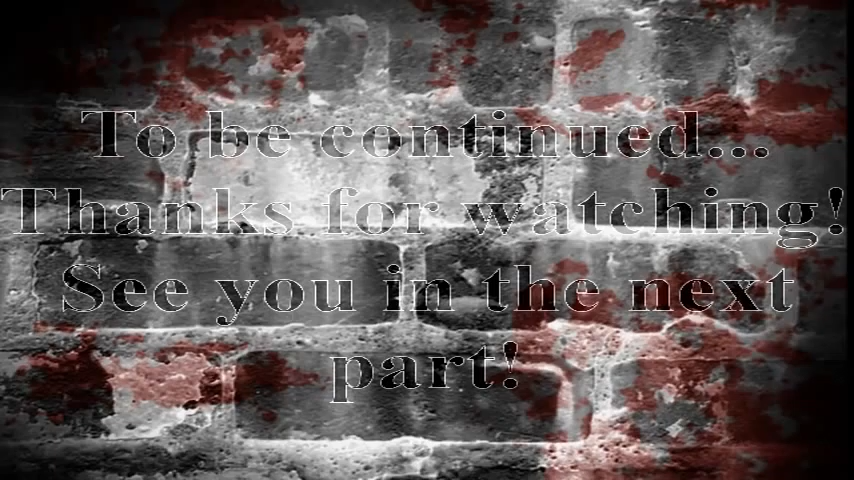 To be continued...
Thanks for watching!
See you in the next
part!